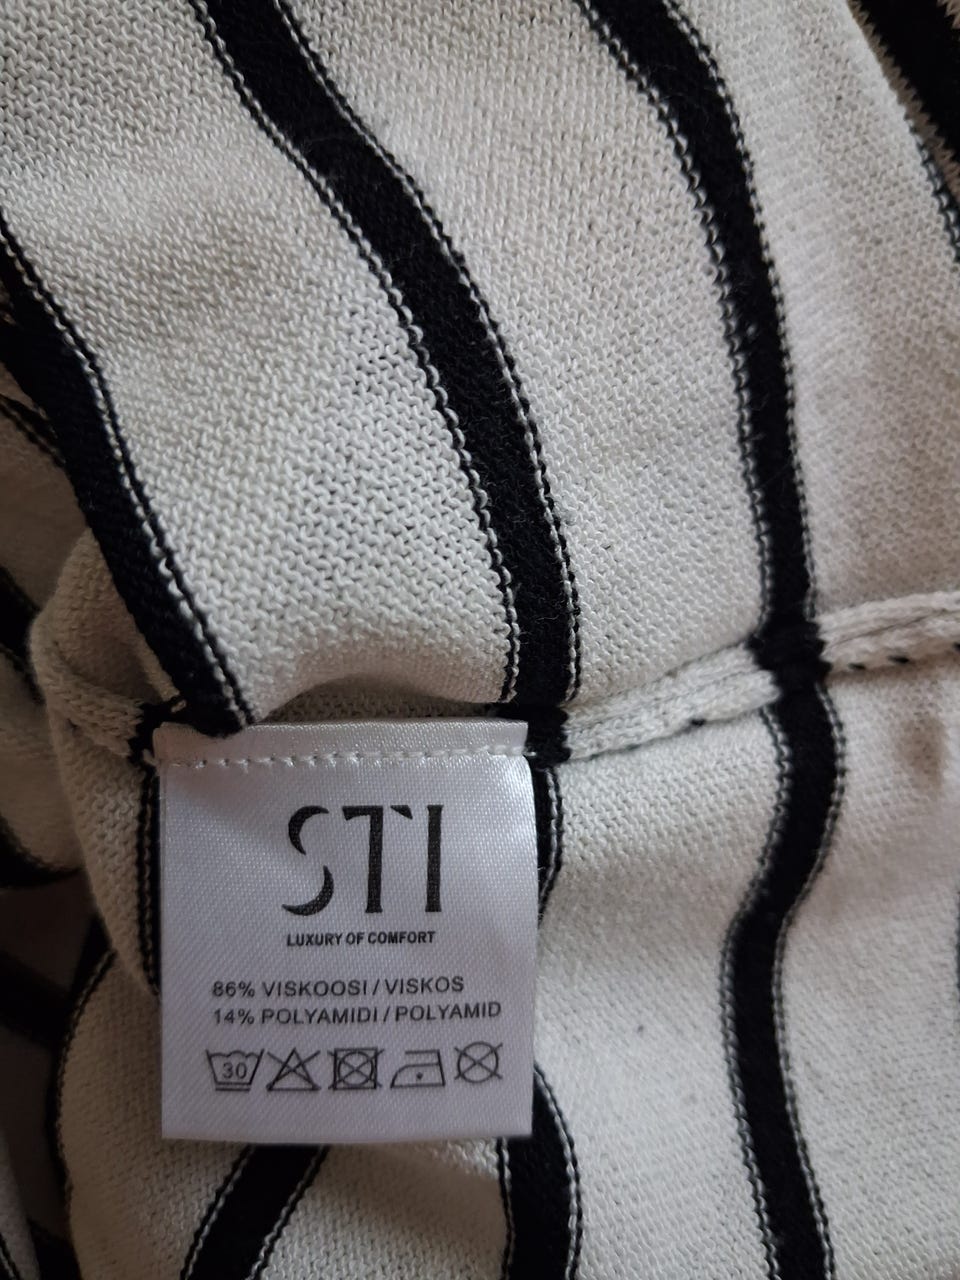 STI
LUXURY OF COMFORT
86% VISKOOSI / VISKOS
14% POLYAMIDI / POLYAMID
30